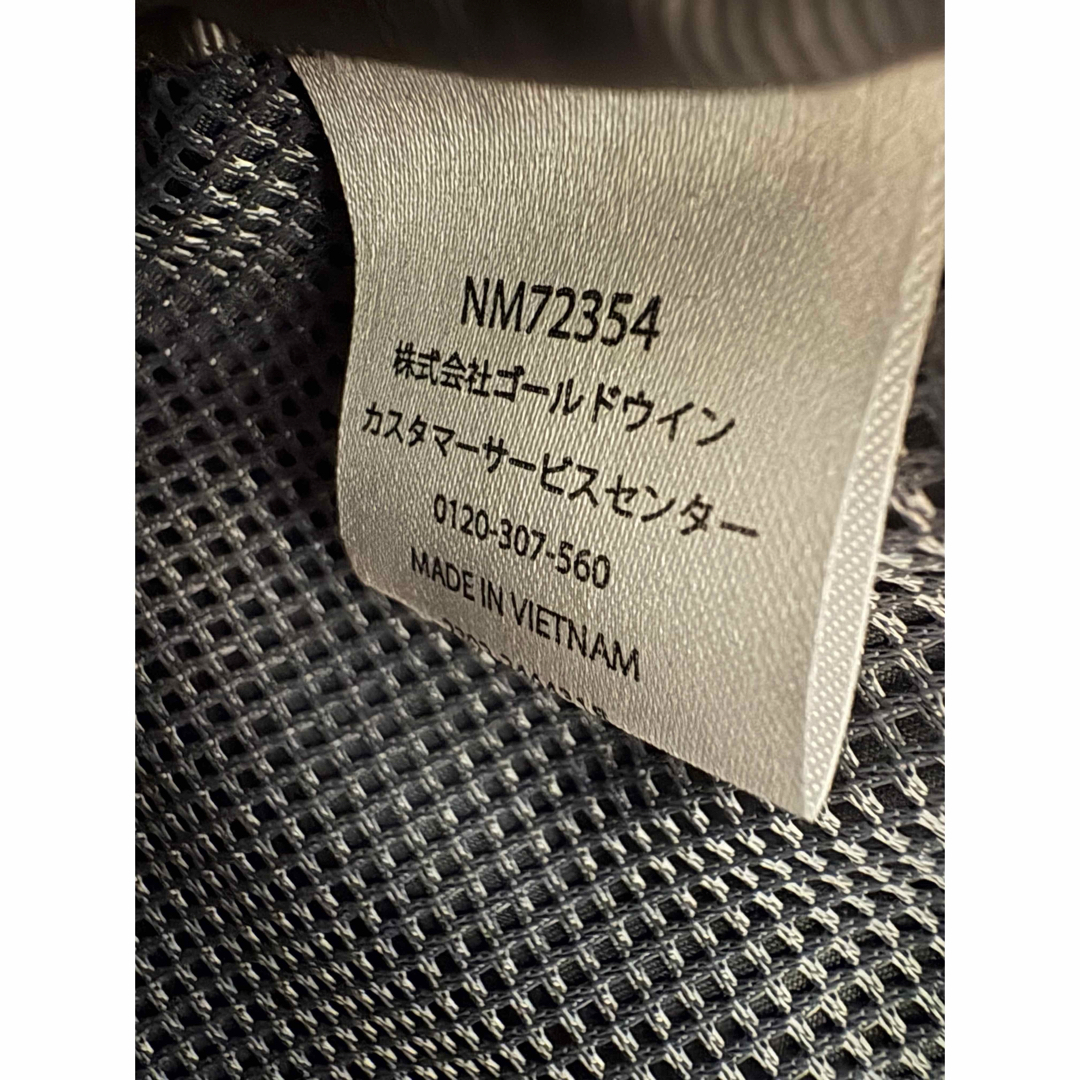 NM72354
株式会社ゴールドウイン
カスタマーサービスセンター
0120-307-560
MADE IN VIETNAM